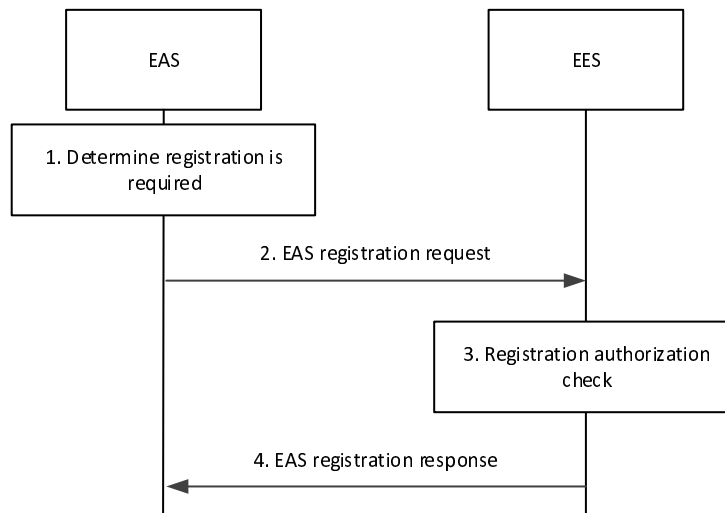 EAS
EES
1. Determine registration is
required
2. EAS registration request
3. Registration authorization
check
4. EAS registration response